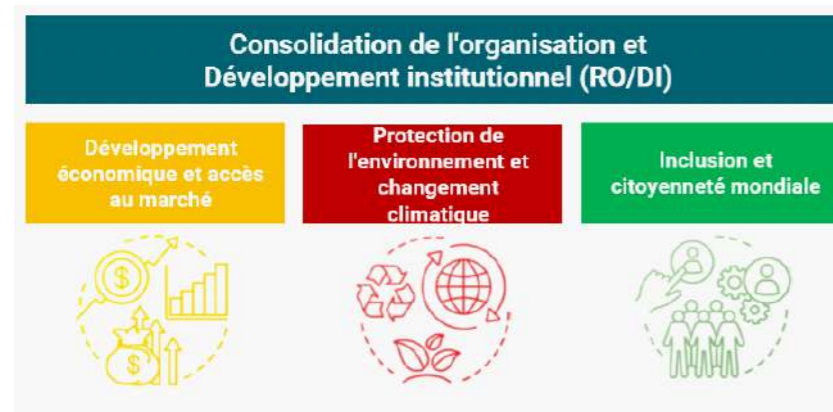 Consolidation de l'organisation et
Développement institutionnel (RO/DI)
Développement
économique et accès
au marché
Protection de
l'environnement et
changement
climatique
Inclusion et
citoyenneté mondiale
$
$